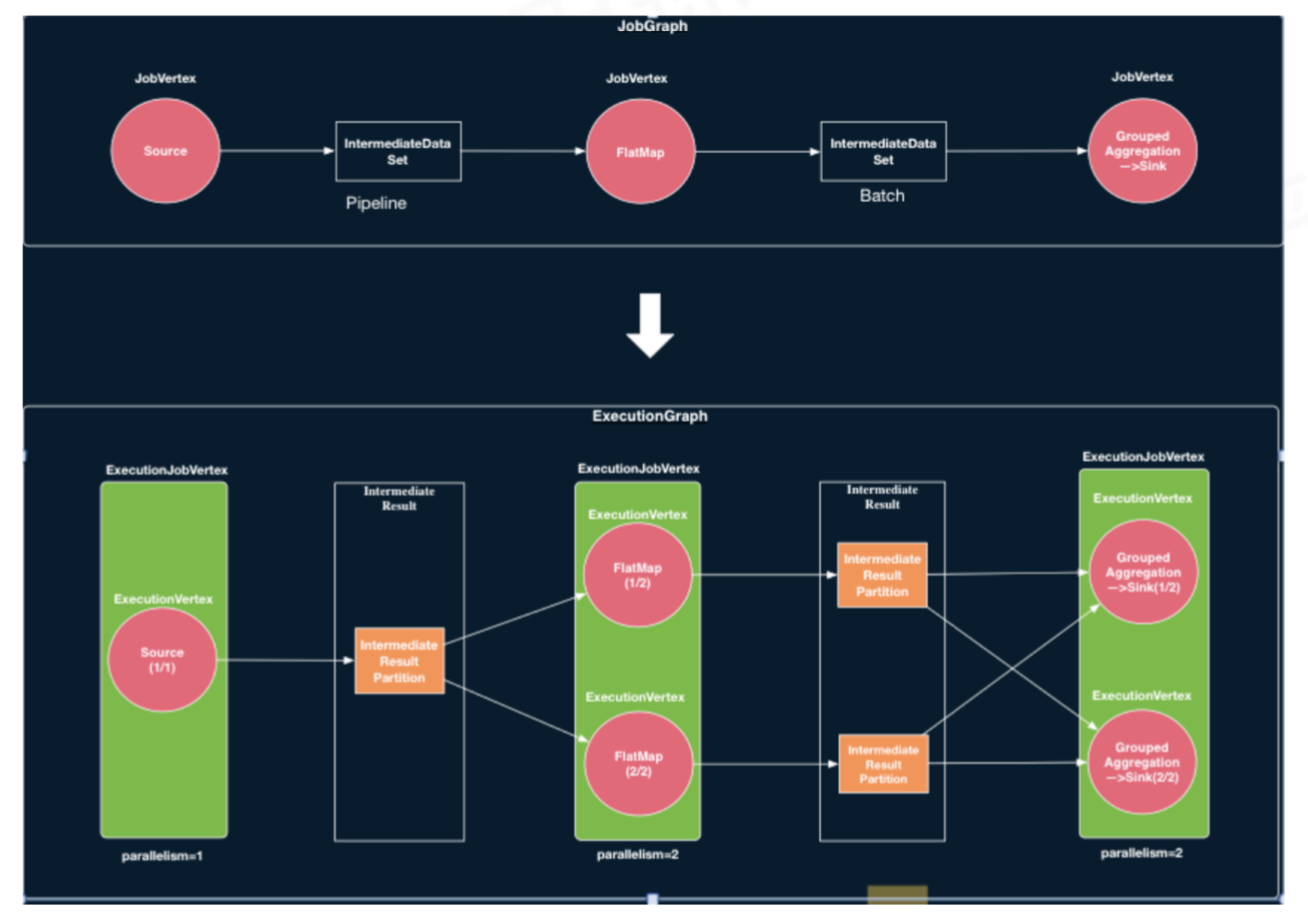 JobGraph
JobVertex
JobVertex
JobVertex
Source
IntermediateData
Set
FlatMap
IntermediateData
Set
Grouped
Aggregation
—>Sink
Pipeline
Batch
ExecutionGraph
ExecutionJobVertex
ExecutionJobVertex
ExecutionJobVertex
Intermediate
Result
Intermediate
Result
ExecutionVertex
Source
(1/1)
Intermediate
Result
Partition
ExecutionVertex
FlatMap
(1/2)
ExecutionVertex
FlatMap
(2/2)
Intermediate
Result
Partition
Intermediate
Result
Partition
ExecutionVertex
Grouped
Aggregation
—>Sink(1/2)
ExecutionVertex
Grouped
Aggregation
—>Sink(2/2)
parallelism=1
parallelism=2
parallelism=2